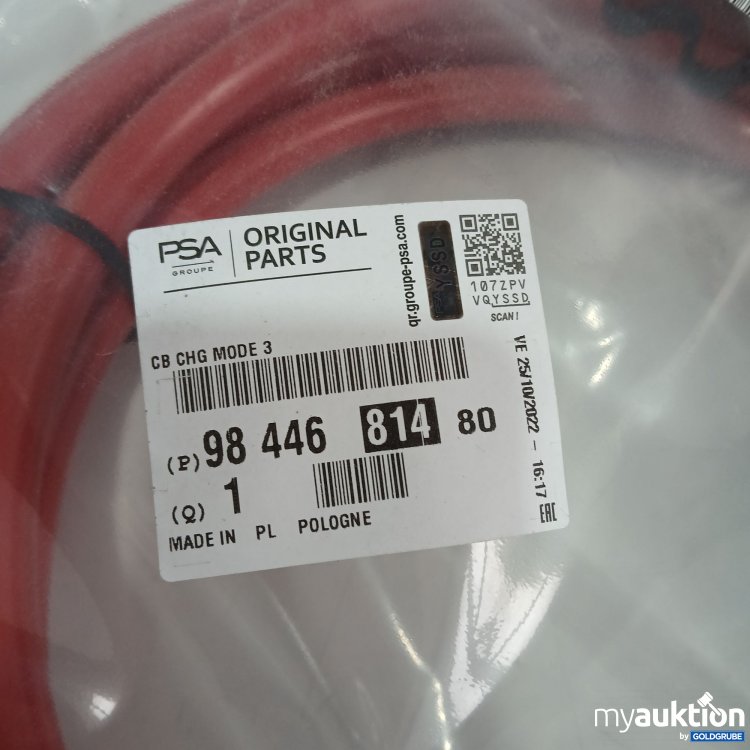 PSA
GROUPE
ORIGINAL
PARTS
qr.groupe-psa.com
YSSD
107ZPV
VQYSSD
SCAN!
CB CHG MODE 3
(P) 98 446 814 80
(Q) 1
MADE IN PL POLOGNE
VE 25/10/2022 - 16:17
EAC
myauktion
by GOLDGRUBE